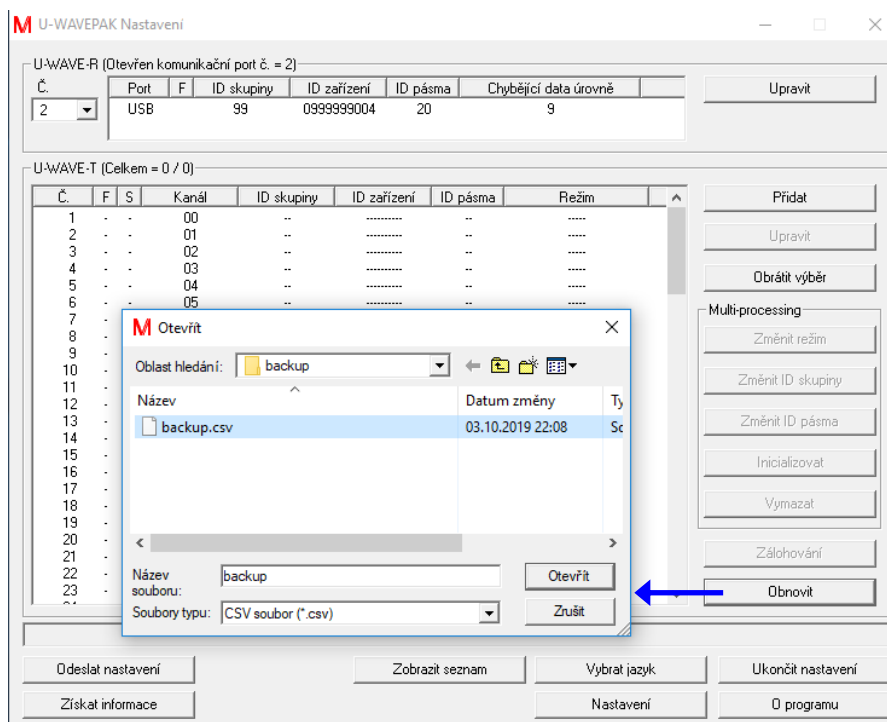 M U-WAVEPAK Nastavení
U-WAVE-R (Otevřen komunikační port č. = 2)
Č. Port F ID skupiny ID zařízení ID pásma Chybějící data úrovně Upravit
2 USB 99 0999999004 20 9
U-WAVE-T (Celkem = 0 / 0)
Č. F S Kanál ID skupiny ID zařízení ID pásma Režim Přidat
1 - - 00 -- ---------- -- -----
2 - - 01 -- ---------- -- ----- Upravit
3 - - 02 -- ---------- -- -----
4 - - 03 -- ---------- -- ----- Obrátit výběr
5 - - 04 -- ---------- -- -----
6 - - 05 -- ---------- -- -----
7 -
8 -
9 -
10 -
11 -
12 -
13 -
14 -
15 -
16 -
17 -
18 -
19 -
20 -
21 -
22 -
23 -
M Otevřít
Oblast hledání: backup
Název Datum změny Ty
backup.csv 03.10.2019 22:08 Sc
Název souboru: backup Otevřít
Soubory typu: CSV soubor (*.csv) Zrušit
Multi-processing
Změnit režim
Změnit ID skupiny
Změnit ID pásma
Inicializovat
Vymazat
Zálohování
Obnovit
Odeslat nastavení Zobrazit seznam Vybrat jazyk Ukončit nastavení
Získat informace Nastavení O programu